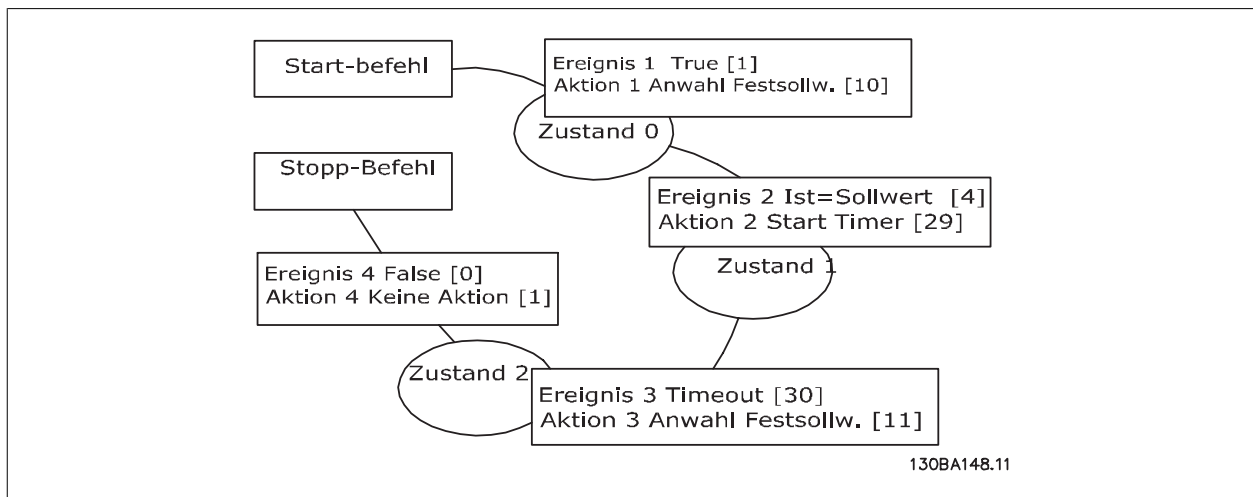 Start-befehl
Ereignis 1 True [1]
Aktion 1 Anwahl Festsollw. [10]
Zustand 0
Stopp-Befehl
Ereignis 2 Ist=Sollwert [4]
Aktion 2 Start Timer [29]
Zustand 1
Ereignis 4 False [0]
Aktion 4 Keine Aktion [1]
Zustand 2
Ereignis 3 Timeout [30]
Aktion 3 Anwahl Festsollw. [11]
130BA148.11